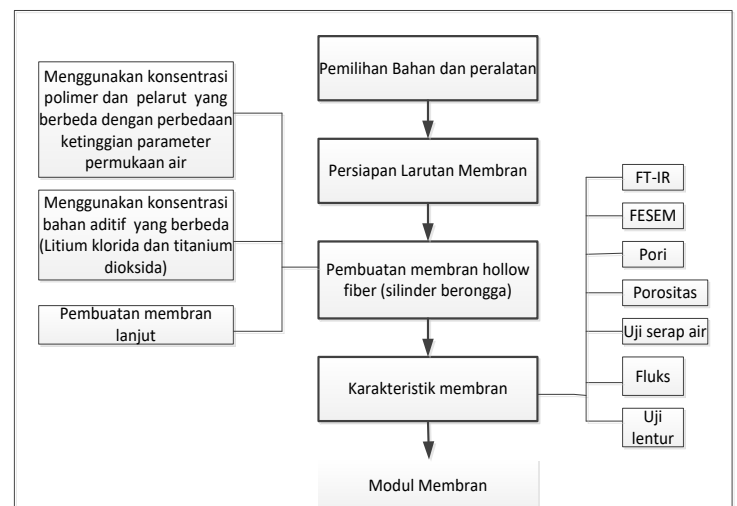 Pemilihan Bahan dan peralatan
Menggunakan konsentrasi
polimer dan pelarut yang
berbeda dengan perbedaan
ketinggian parameter
permukaan air
Persiapan Larutan Membran
Menggunakan konsentrasi
bahan aditif yang berbeda
(Litium klorida dan titanium
dioksida)
Pembuatan membran hollow
fiber (silinder berongga)
Pembuatan membran
lanjut
Karakteristik membran
FT-IR
FESEM
Pori
Porositas
Uji serap air
Fluks
Uji
lentur
Modul Membran